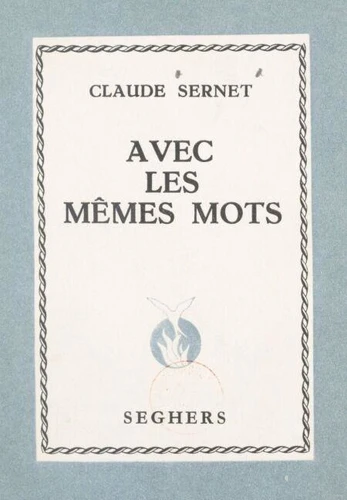 CLAUDE SERNET
AVEC
LES
MÊMES MOTS
SEGHERS